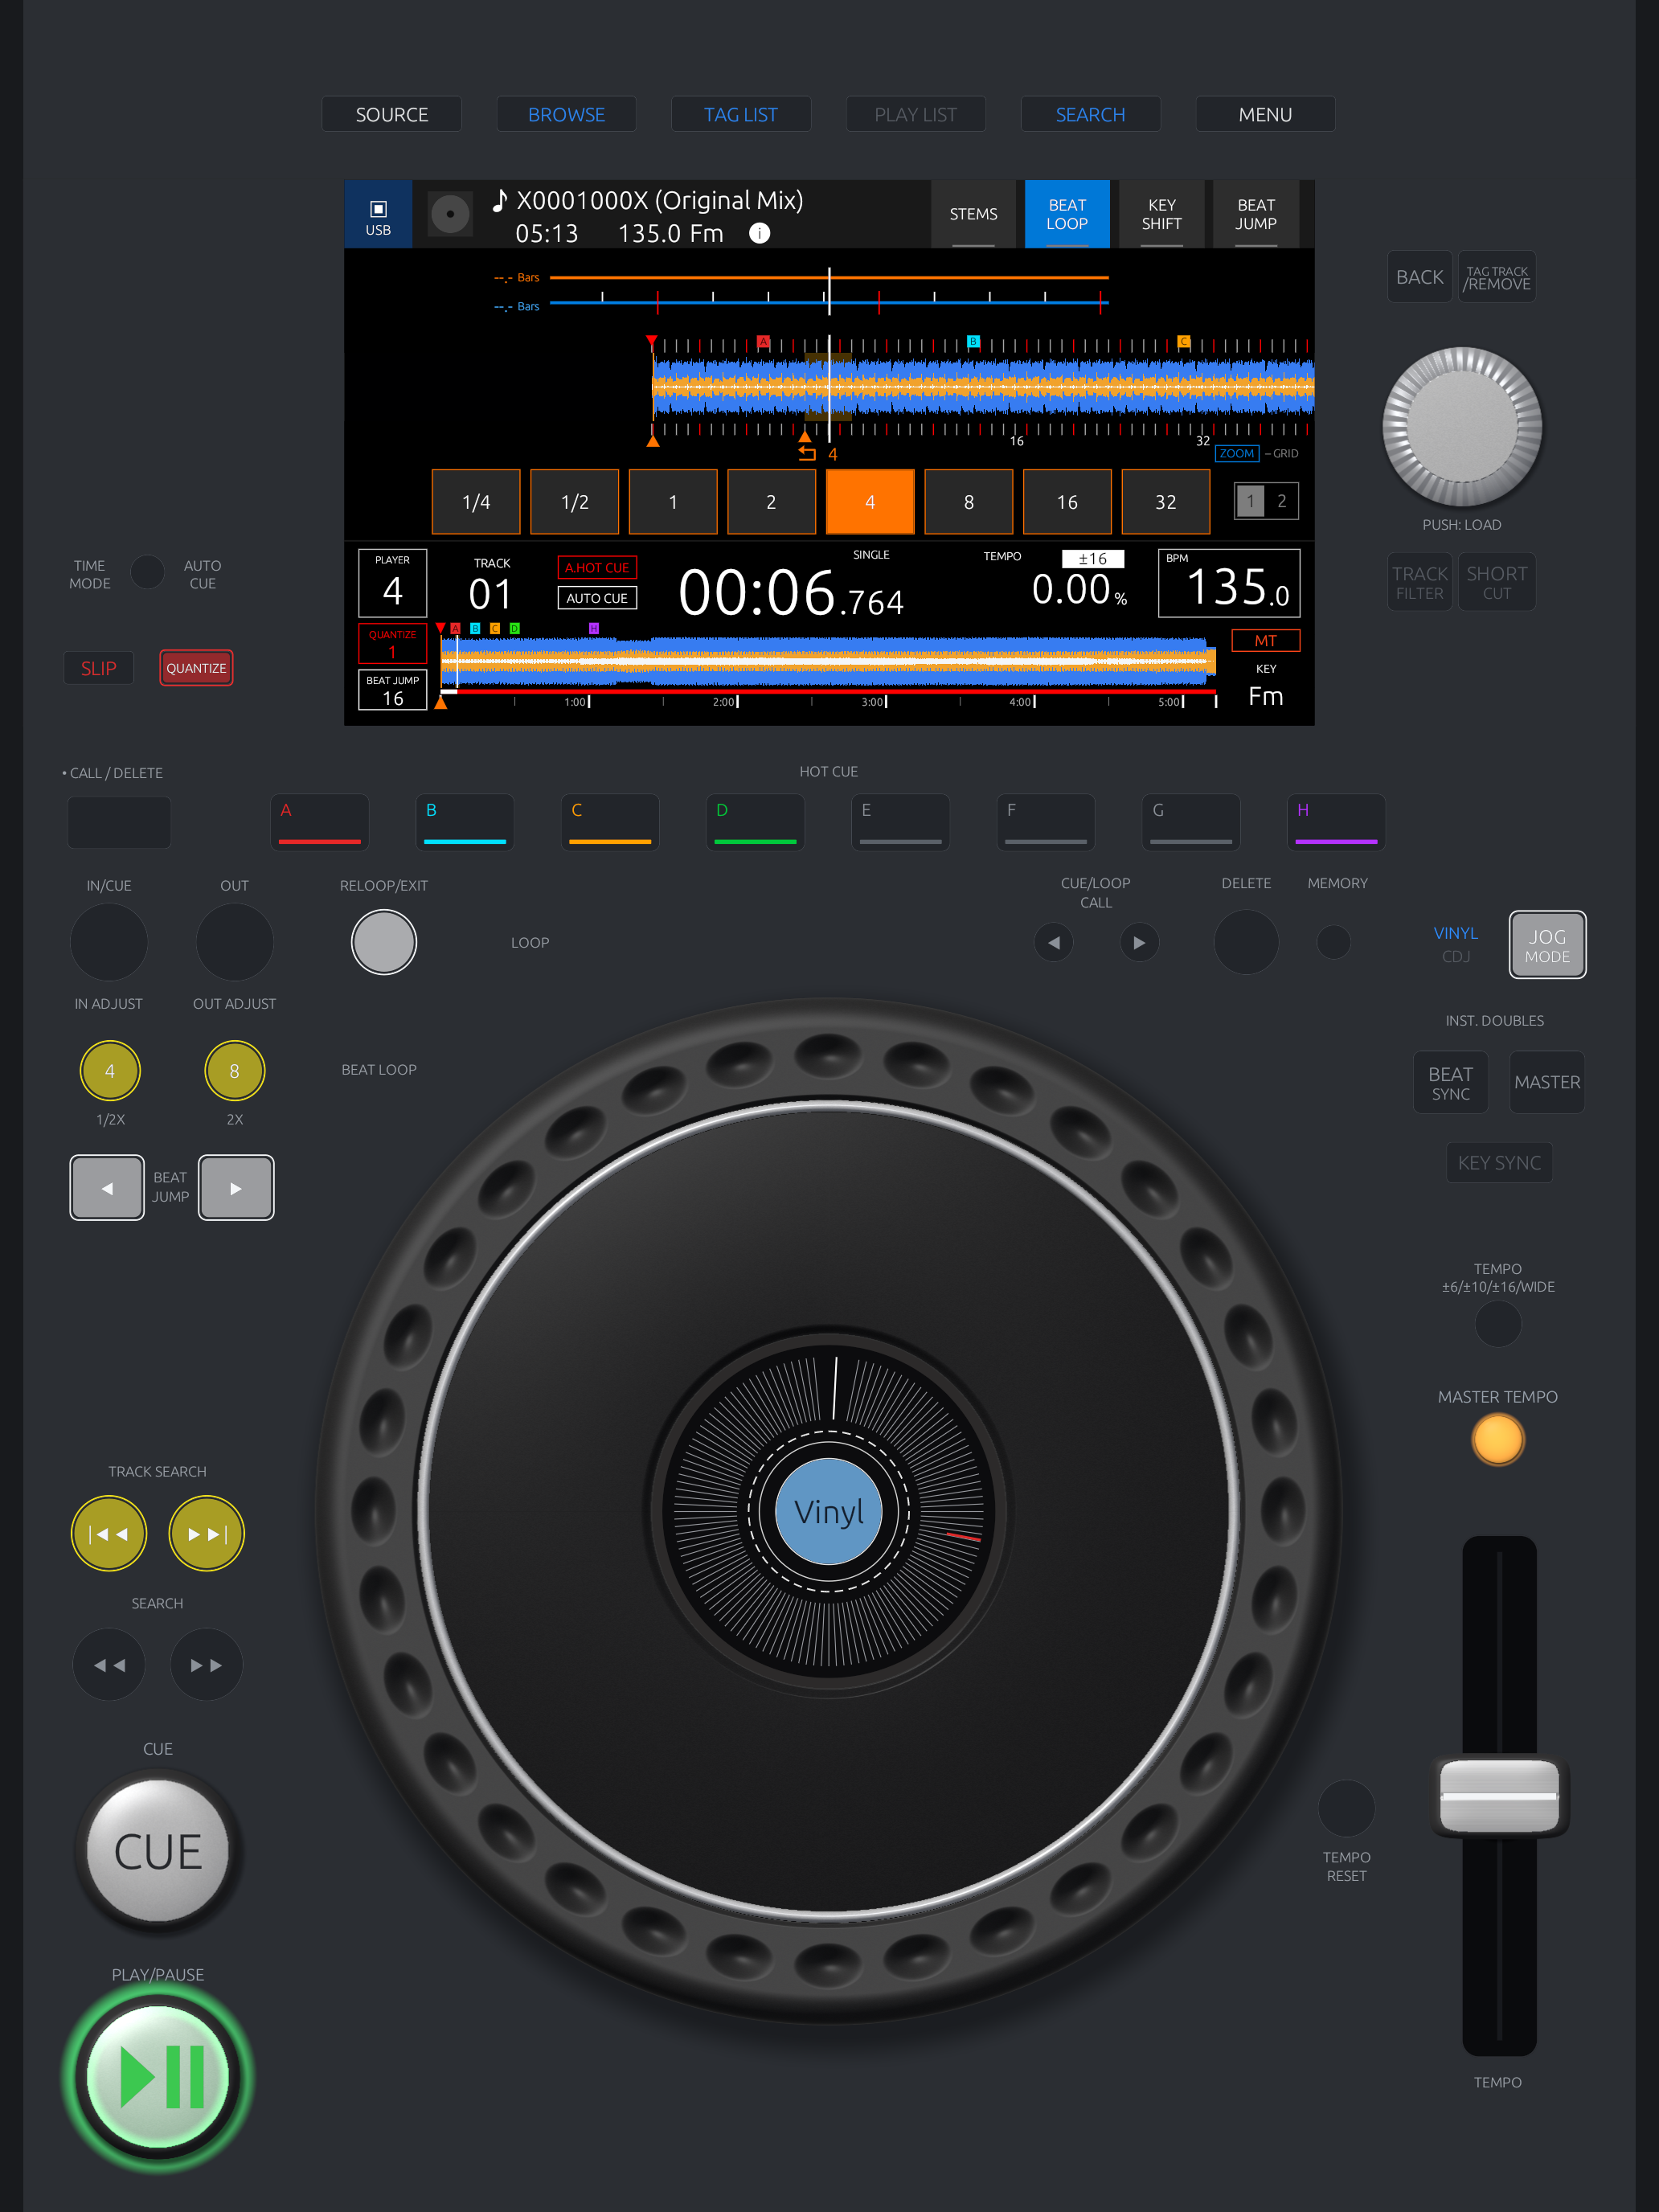 SOURCE
BROWSE
TAG LIST
PLAY LIST
SEARCH
MENU
USB
X0001000X (Original Mix)
05:13 135.0 Fm
i
STEMS
BEAT
LOOP
KEY
SHIFT
BEAT
JUMP
--.- Bars
--.- Bars
A
B
C
16
32
4
ZOOM – GRID
1/4
1/2
1
2
4
8
16
32
1 2
BACK
TAG TRACK
/REMOVE
PUSH: LOAD
TRACK
FILTER
SHORT
CUT
TIME
MODE
AUTO
CUE
SLIP
QUANTIZE
PLAYER
4
TRACK
01
A.HOT CUE
AUTO CUE
SINGLE
00:06.764
TEMPO
±16
0.00%
BPM
135.0
QUANTIZE
1
BEAT JUMP
16
A
B
C
D
H
1:00
2:00
3:00
4:00
5:00
MT
KEY
Fm
• CALL / DELETE
HOT CUE
A
B
C
D
E
F
G
H
IN/CUE
OUT
RELOOP/EXIT
LOOP
CUE/LOOP
CALL
DELETE
MEMORY
VINYL
CDJ
JOG
MODE
IN ADJUST
OUT ADJUST
4
8
BEAT LOOP
1/2X
2X
BEAT
JUMP
INST. DOUBLES
BEAT
SYNC
MASTER
KEY SYNC
TEMPO
±6/±10/±16/WIDE
MASTER TEMPO
TRACK SEARCH
SEARCH
Vinyl
CUE
CUE
TEMPO
RESET
PLAY/PAUSE
TEMPO